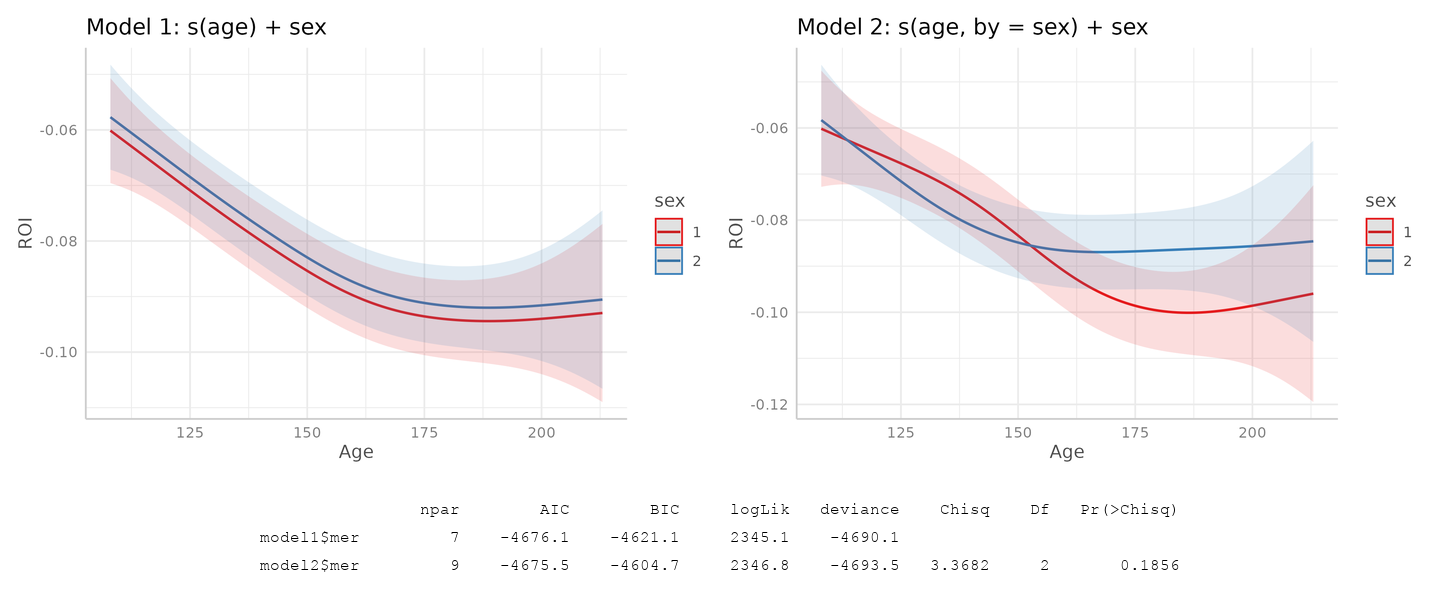 Model 1: s(age) + sex
-0.06
-0.08
-0.10
ROI
125 150 175 200
Age
sex
1
2
Model 2: s(age, by = sex) + sex
-0.06
-0.08
-0.10
-0.12
ROI
125 150 175 200
Age
sex
1
2
npar AIC BIC logLik deviance Chisq Df Pr(>Chisq)
model1$mer 7 -4676.1 -4621.1 2345.1 -4690.1
model2$mer 9 -4675.5 -4604.7 2346.8 -4693.5 3.3682 2 0.1856